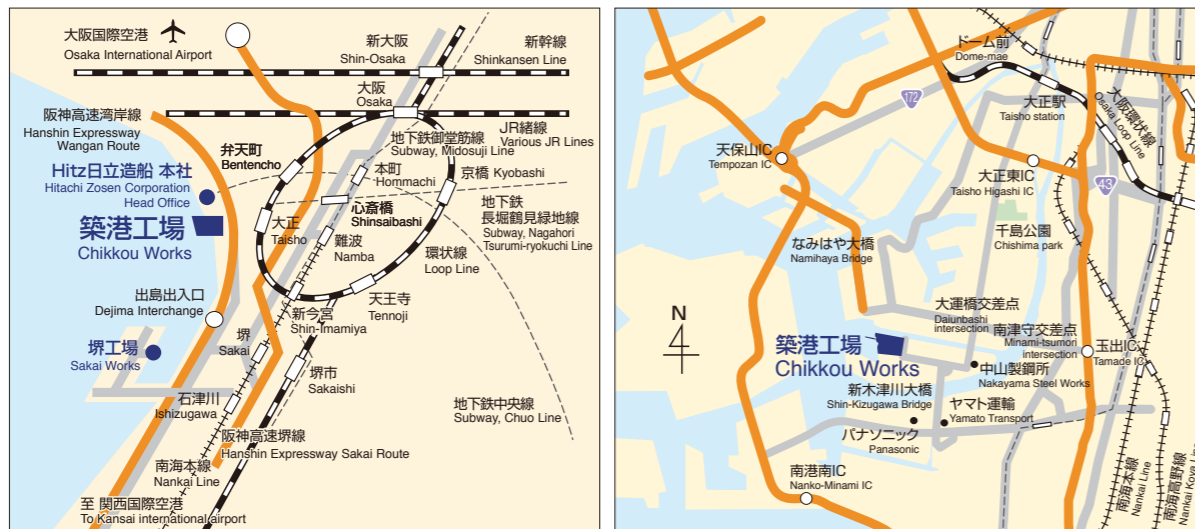 大阪国際空港
Osaka International Airport
新大阪
Shin-Osaka
新幹線
Shinkansen Line
大阪
Osaka
阪神高速湾岸線
Hanshin Expressway
Wangan Route
JR緒線
Various JR Lines
地下鉄御堂筋線
Subway, Midosuji Line
弁天町
Bentencho
本町
Hommachi
京橋 Kyobashi
Hitz日立造船 本社
Hitachi Zosen Corporation
Head Office
心斎橋
Shinsaibashi
地下鉄
長堀鶴見緑地線
Subway, Nagahori
Tsurumi-ryokuchi Line
築港工場
Chikkou Works
大正
Taisho
難波
Namba
環状線
Loop Line
天王寺
Tennoji
出島出入口
Dejima Interchange
新今宮
Shin-Imamiya
堺
Sakai
堺工場
Sakai Works
堺市
Sakaishi
石津川
Ishizugawa
地下鉄中央線
Subway, Chuo Line
阪神高速堺線
Hanshin Expressway Sakai Route
南海本線
Nankai Line
至 関西国際空港
To Kansai international airport
ドーム前
Dome-mae
172
大正駅
Taisho station
大阪環状線
Osaka Loop Line
天保山IC
Tempozan IC
大正東IC
Taisho Higashi IC
43
千島公園
Chishima park
なみはや大橋
Namihaya Bridge
N
大運橋交差点
Daiunbashi
intersection
南津守交差点
Minami-tsumori
intersection
玉出IC
Tamade IC
築港工場
Chikkou Works
中山製鋼所
Nakayama Steel Works
新木津川大橋
Shin-Kizugawa Bridge
ヤマト運輸
Yamato Transport
パナソニック
Panasonic
南港南IC
Nanko-Minami IC
南海本線
Nankai Line
南海高野線
Nankai Koya Line